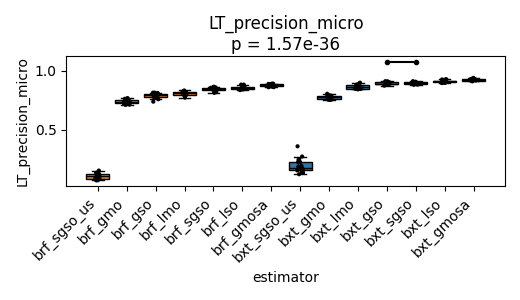 LT_precision_micro
p = 1.57e-36
LT_precision_micro
1.0
0.5
brf_sgso_us
brf_gmo
brf_gso
brf_lmo
brf_sgso
brf_lso
brf_gmosa
bxt_sgso_us
bxt_gmo
bxt_lmo
bxt_gso
bxt_sgso
bxt_lso
bxt_gmosa
estimator